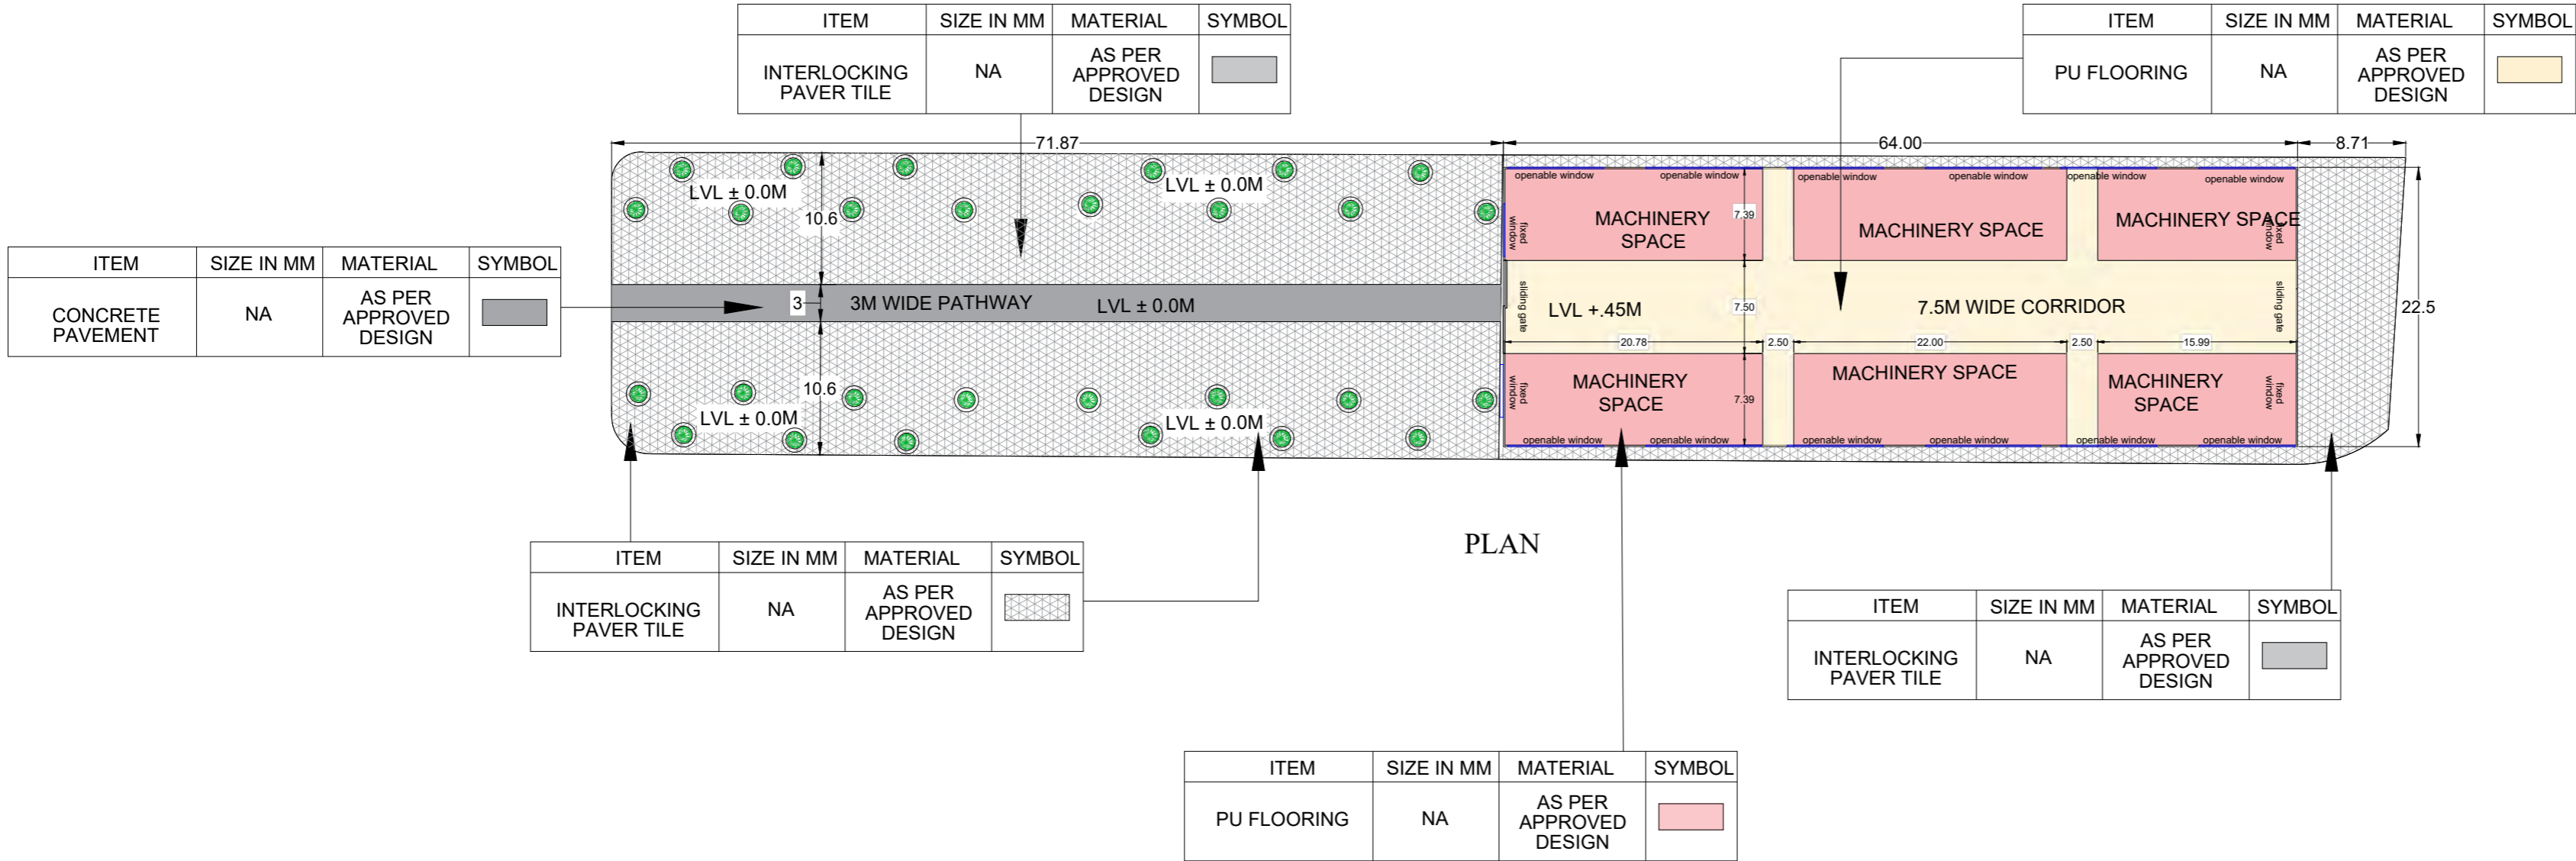 ITEM SIZE IN MM MATERIAL SYMBOL
INTERLOCKING PAVER TILE NA AS PER APPROVED DESIGN
ITEM SIZE IN MM MATERIAL SYMBOL
PU FLOORING NA AS PER APPROVED DESIGN
71.87 64.00 8.71
LVL ± 0.0M LVL ± 0.0M
10.6
openable window openable window openable window openable window openable window openable window
fixed window
MACHINERY SPACE
7.39
MACHINERY SPACE
MACHINERY SPACE
fixed window
ITEM SIZE IN MM MATERIAL SYMBOL
CONCRETE PAVEMENT NA AS PER APPROVED DESIGN
3
3M WIDE PATHWAY
LVL ± 0.0M
sliding gate
LVL +.45M
7.50
7.5M WIDE CORRIDOR
sliding gate
22.5
20.78 2.50 22.00 2.50 15.99
10.6
LVL ± 0.0M LVL ± 0.0M
fixed window
MACHINERY SPACE
7.39
MACHINERY SPACE
MACHINERY SPACE
fixed window
openable window openable window openable window openable window openable window openable window
PLAN
ITEM SIZE IN MM MATERIAL SYMBOL
INTERLOCKING PAVER TILE NA AS PER APPROVED DESIGN
ITEM SIZE IN MM MATERIAL SYMBOL
INTERLOCKING PAVER TILE NA AS PER APPROVED DESIGN
ITEM SIZE IN MM MATERIAL SYMBOL
PU FLOORING NA AS PER APPROVED DESIGN